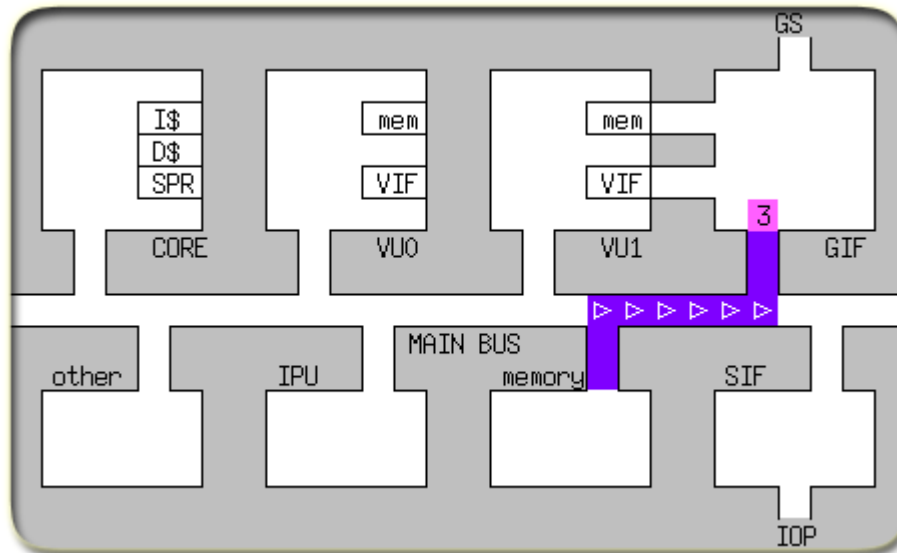 GS
I$ mem mem
D$
SPR VIF VIF
3
CORE VU0 VU1 GIF
MAIN BUS
other IPU memory SIF
IOP